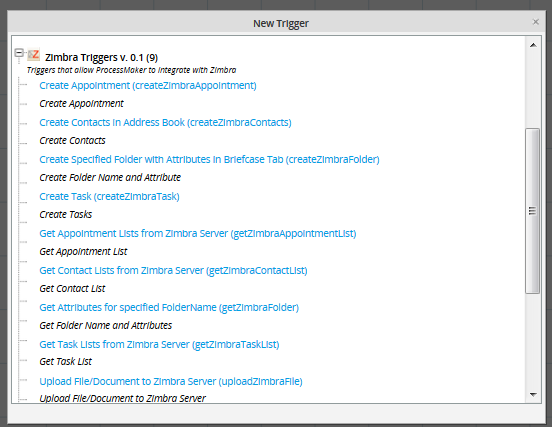 New Trigger
Zimbra Triggers v. 0.1 (9)
Triggers that allow ProcessMaker to integrate with Zimbra
Create Appointment (createZimbraAppointment)
Create Appointment
Create Contacts in Address Book (createZimbraContacts)
Create Contacts
Create Specified Folder with Attributes in Briefcase Tab (createZimbraFolder)
Create Folder Name and Attribute
Create Task (createZimbraTask)
Create Tasks
Get Appointment Lists from Zimbra Server (getZimbraAppointmentList)
Get Appointment List
Get Contact Lists from Zimbra Server (getZimbraContactList)
Get Contact List
Get Attributes for specified FolderName (getZimbraFolder)
Get Folder Name and Attributes
Get Task Lists from Zimbra Server (getZimbraTaskList)
Get Task List
Upload File/Document to Zimbra Server (uploadZimbraFile)
Upload File/Document to Zimbra Server